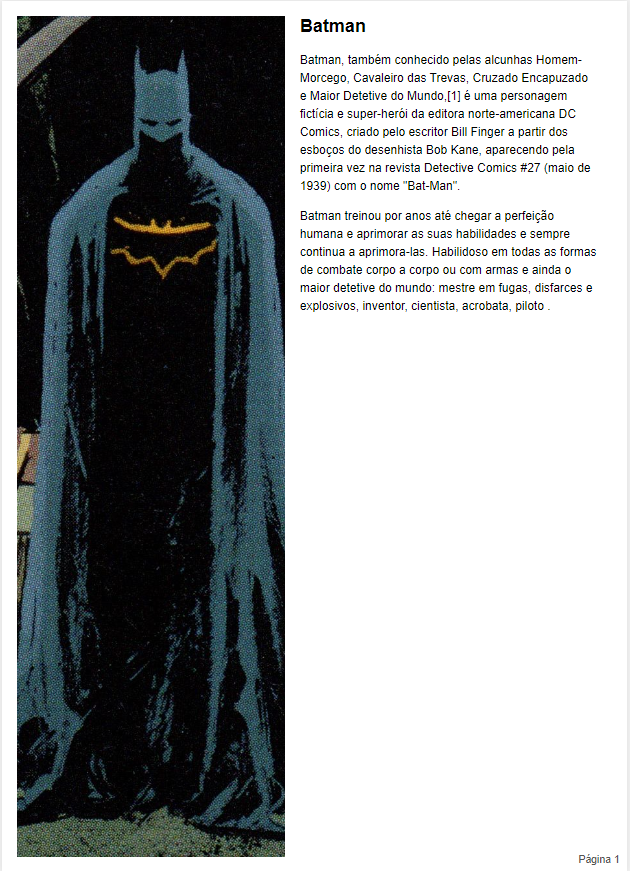 Batman
Batman, também conhecido pelas alcunhas Homem-
Morcego, Cavaleiro das Trevas, Cruzado Encapuzado
e Maior Detetive do Mundo,[1] é uma personagem
fictícia e super-herói da editora norte-americana DC
Comics, criado pelo escritor Bill Finger a partir dos
esboços do desenhista Bob Kane, aparecendo pela
primeira vez na revista Detective Comics #27 (maio de
1939) com o nome "Bat-Man".
Batman treinou por anos até chegar a perfeição
humana e aprimorar as suas habilidades e sempre
continua a aprimora-las. Habilidoso em todas as formas
de combate corpo a corpo ou com armas e ainda o
maior detetive do mundo: mestre em fugas, disfarces e
explosivos, inventor, cientista, acrobata, piloto .
Página 1